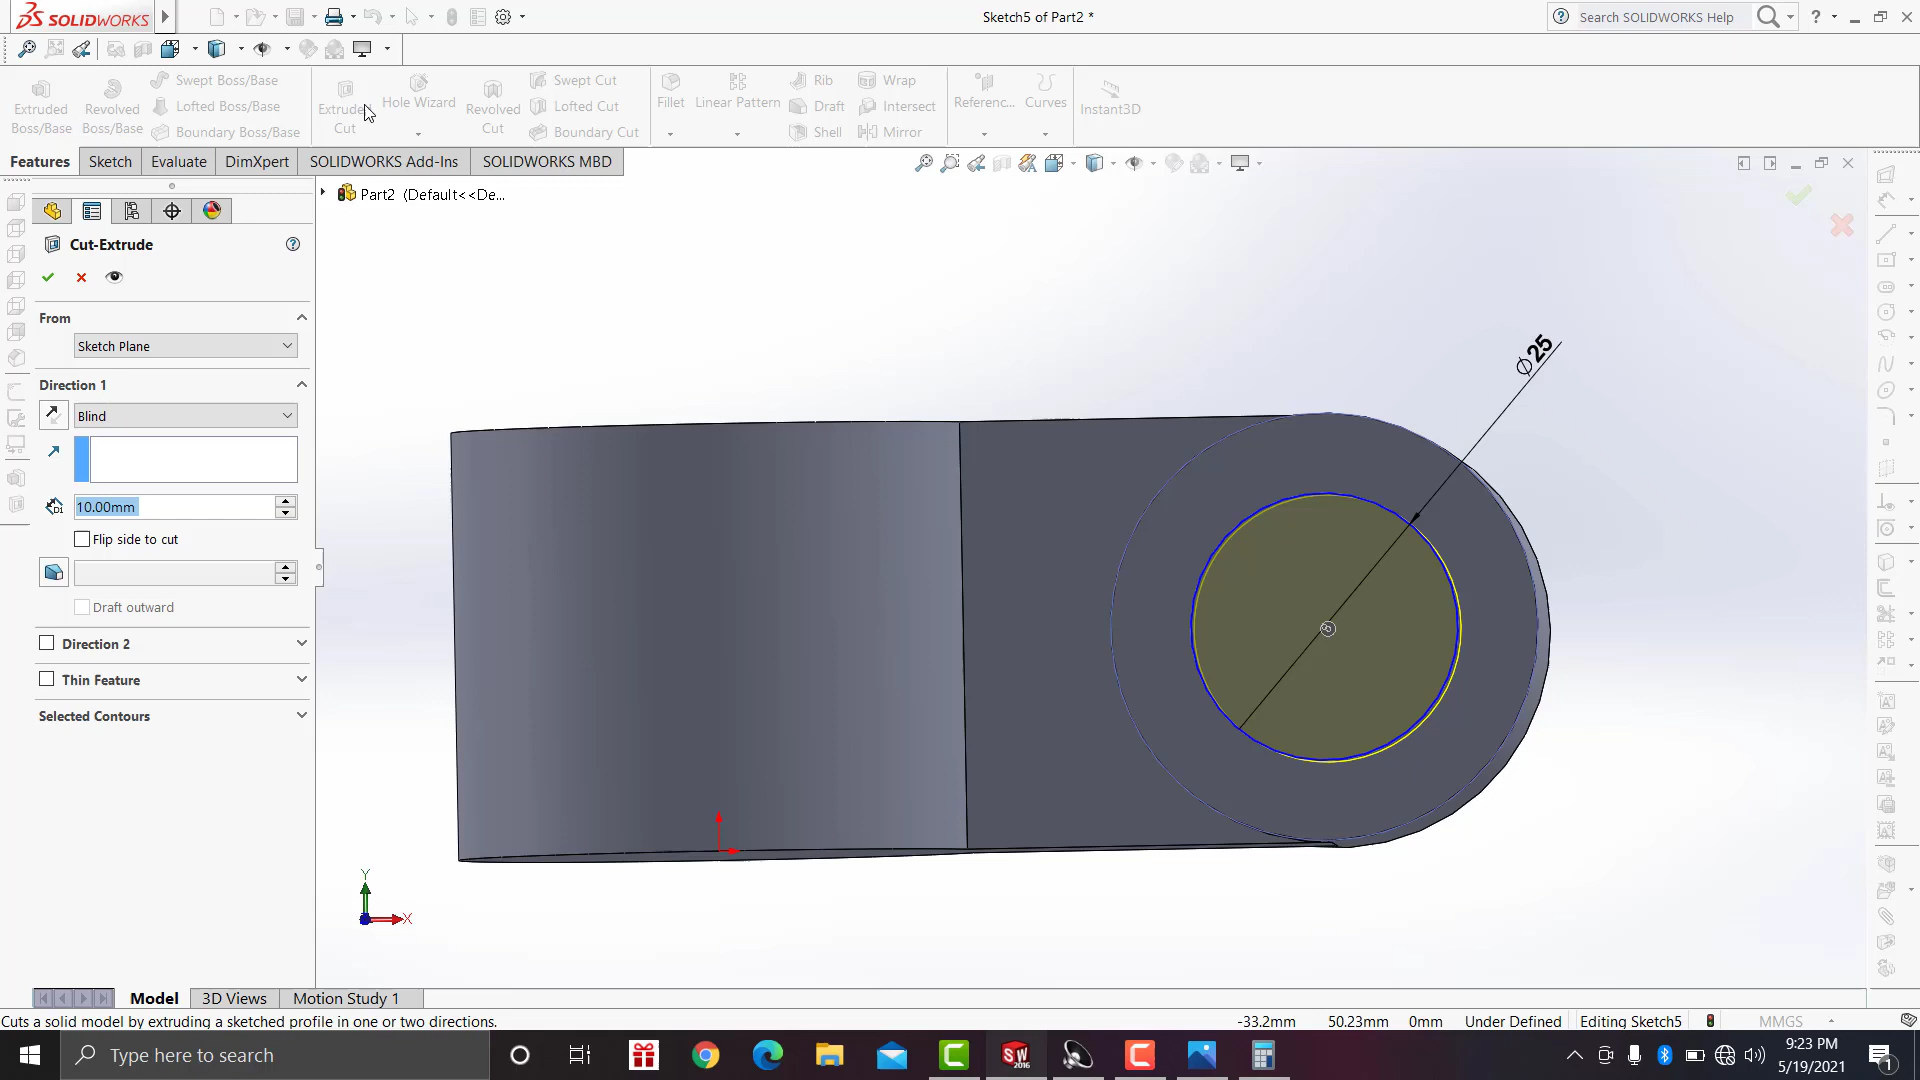 SOLIDWORKS
Sketch5 of Part2 *
Search SOLIDWORKS Help
Extruded Boss/Base
Revolved Boss/Base
Swept Boss/Base
Lofted Boss/Base
Boundary Boss/Base
Extruded Cut
Hole Wizard
Revolved Cut
Swept Cut
Lofted Cut
Boundary Cut
Fillet
Linear Pattern
Rib
Draft
Shell
Wrap
Intersect
Mirror
Referenc...
Curves
Instant3D
Features
Sketch
Evaluate
DimXpert
SOLIDWORKS Add-Ins
SOLIDWORKS MBD
Part2 (Default<<De...
Cut-Extrude
From
Sketch Plane
Direction 1
Blind
10.00mm
Flip side to cut
Draft outward
Direction 2
Thin Feature
Selected Contours
∅25
Y
X
Model
3D Views
Motion Study 1
Cuts a solid model by extruding a sketched profile in one or two directions.
-33.2mm
50.23mm
0mm
Under Defined
Editing Sketch5
MMGS
Type here to search
SW
2016
9:23 PM
5/19/2021
1